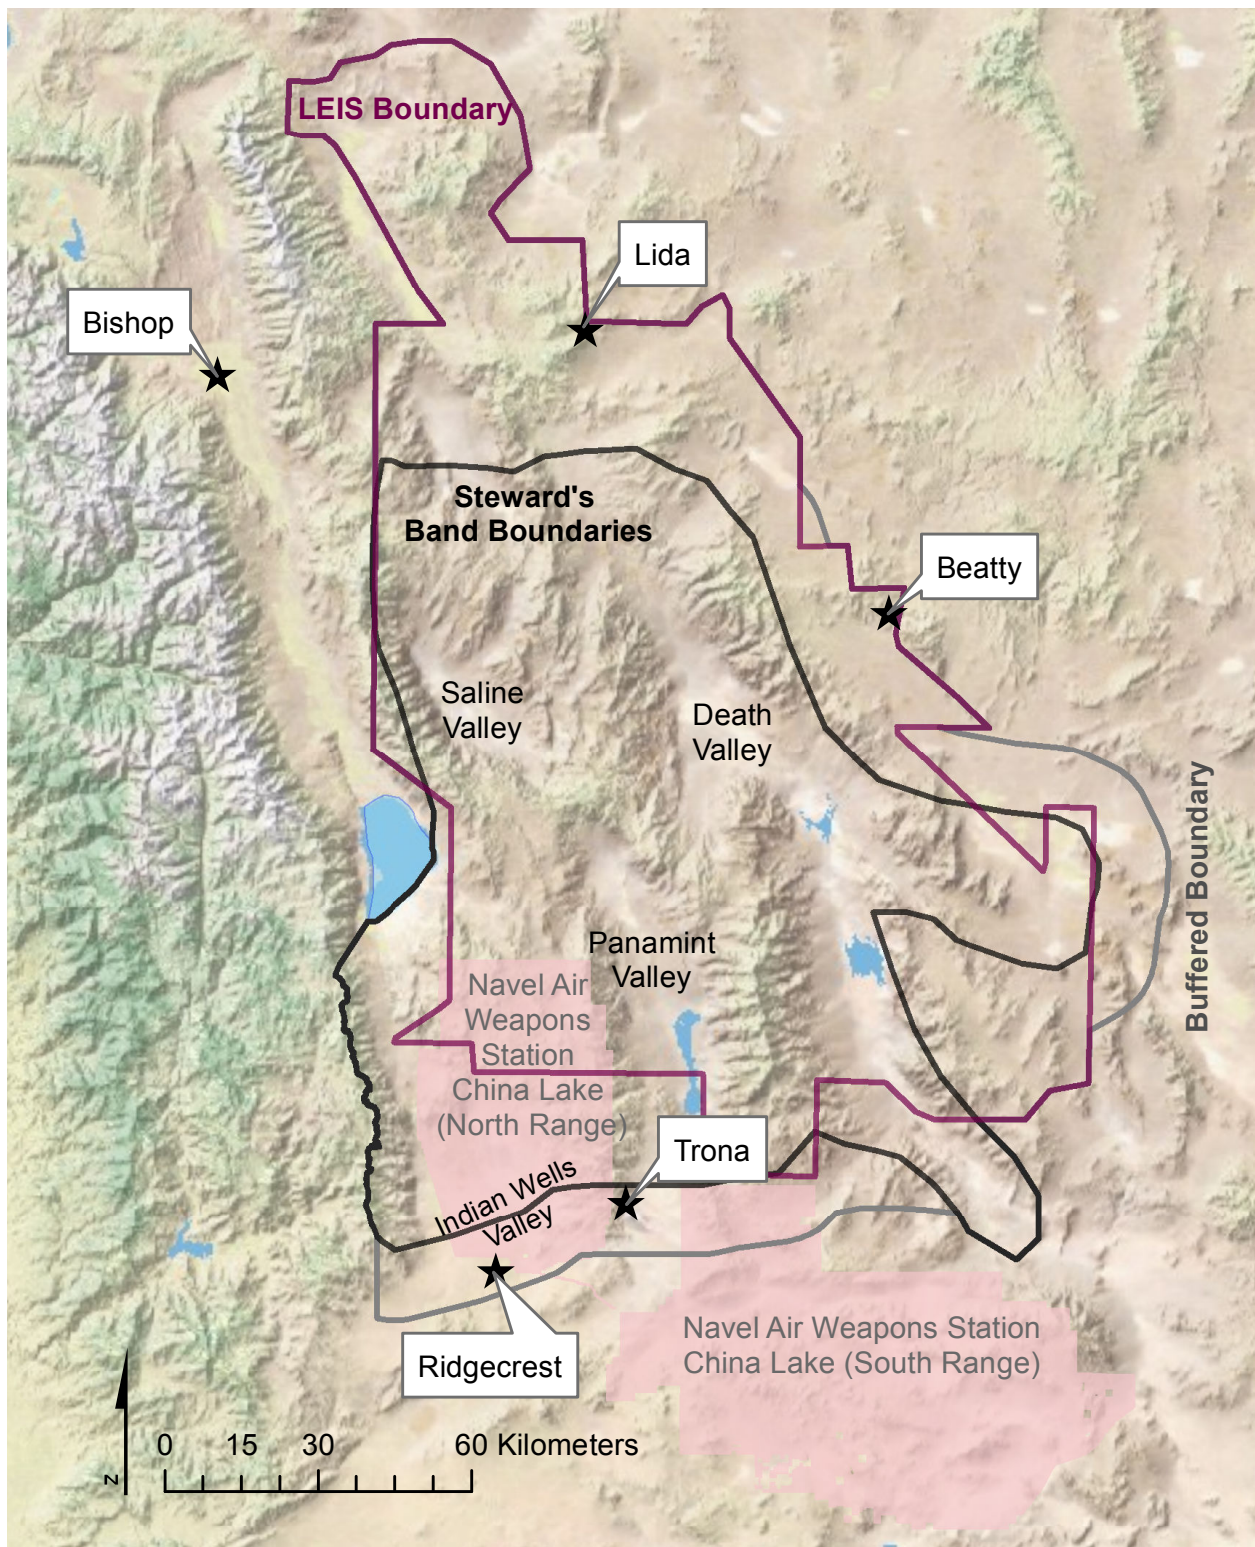 LEIS Boundary
Lida
Bishop
Steward's
Band Boundaries
Beatty
Saline
Valley
Death
Valley
Buffered Boundary
Panamint
Valley
Navel Air
Weapons
Station
China Lake
(North Range)
Trona
Indian Wells
Valley
Navel Air Weapons Station
China Lake (South Range)
Ridgecrest
0 15 30 60 Kilometers
N